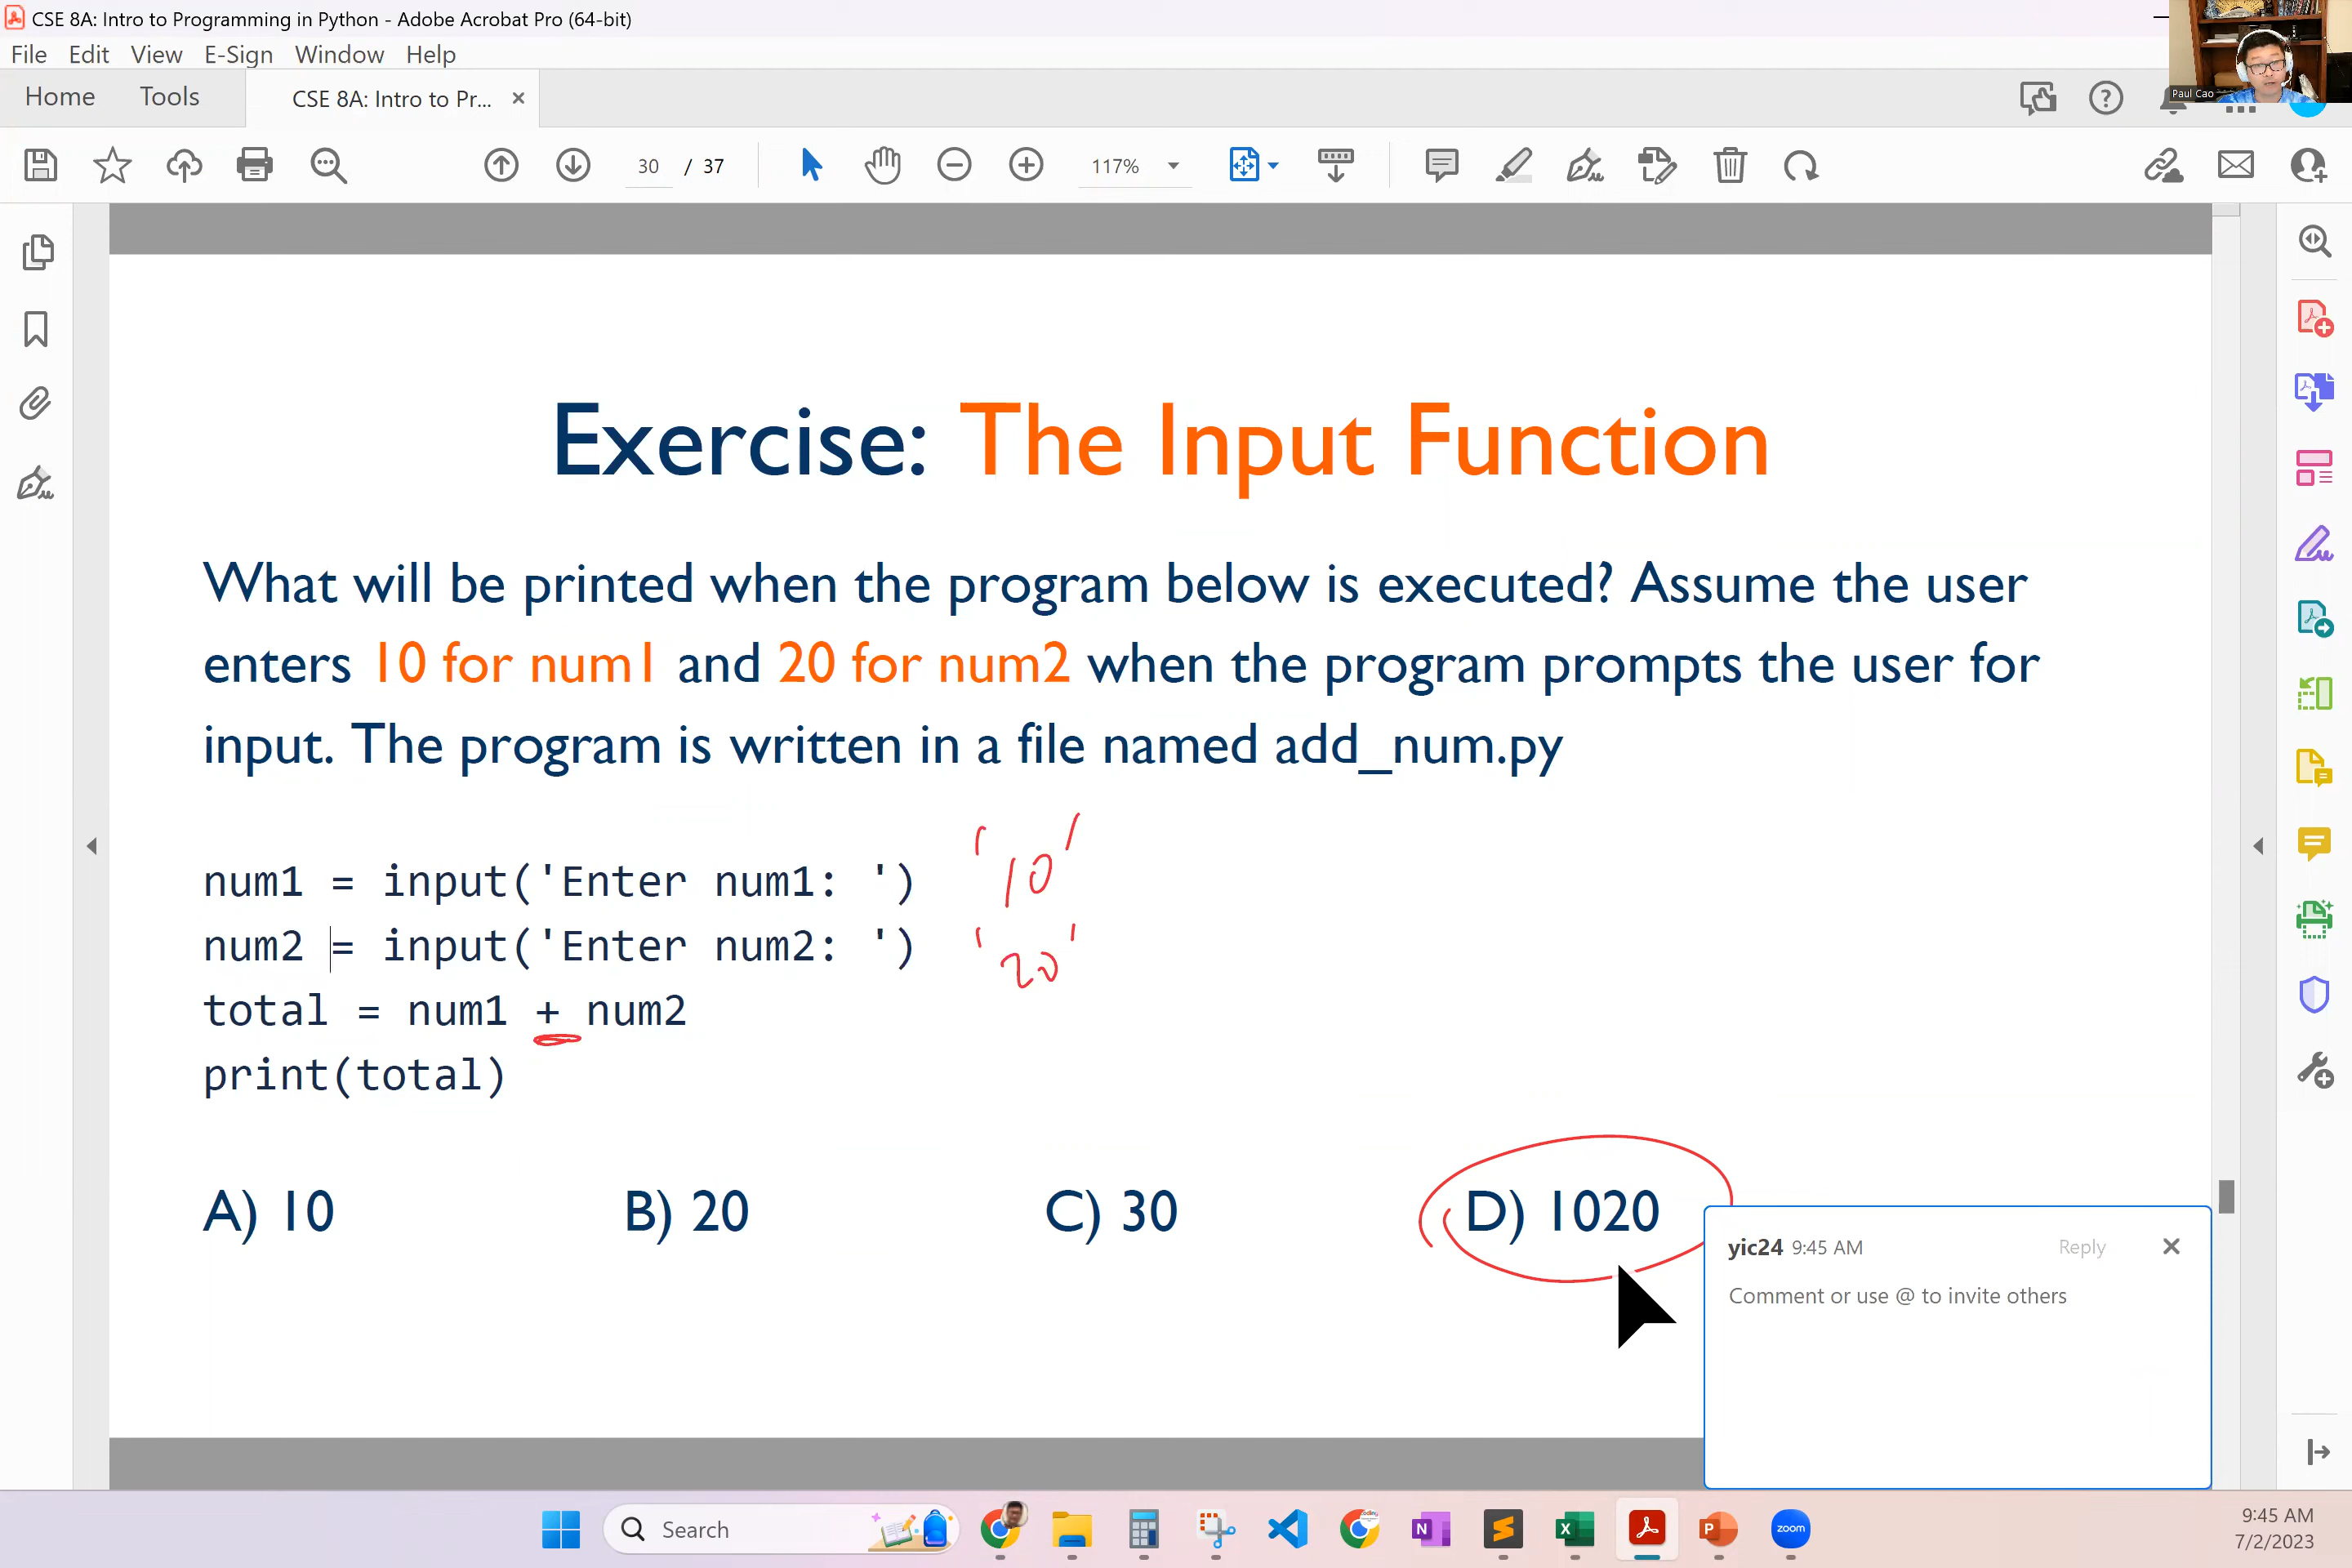 CSE 8A: Intro to Programming in Python - Adobe Acrobat Pro (64-bit)
File Edit View E-Sign Window Help
Home Tools CSE 8A: Intro to Pr... ×
Paul Cao
30 / 37 117%
Exercise: The Input Function
What will be printed when the program below is executed? Assume the user
enters 10 for num1 and 20 for num2 when the program prompts the user for
input. The program is written in a file named add_num.py
num1 = input('Enter num1: ') '10'
num2 = input('Enter num2: ') '20'
total = num1 + num2
print(total)
A) 10 B) 20 C) 30 D) 1020
yic24 9:45 AM Reply
Comment or use @ to invite others
Search
zoom
9:45 AM
7/2/2023